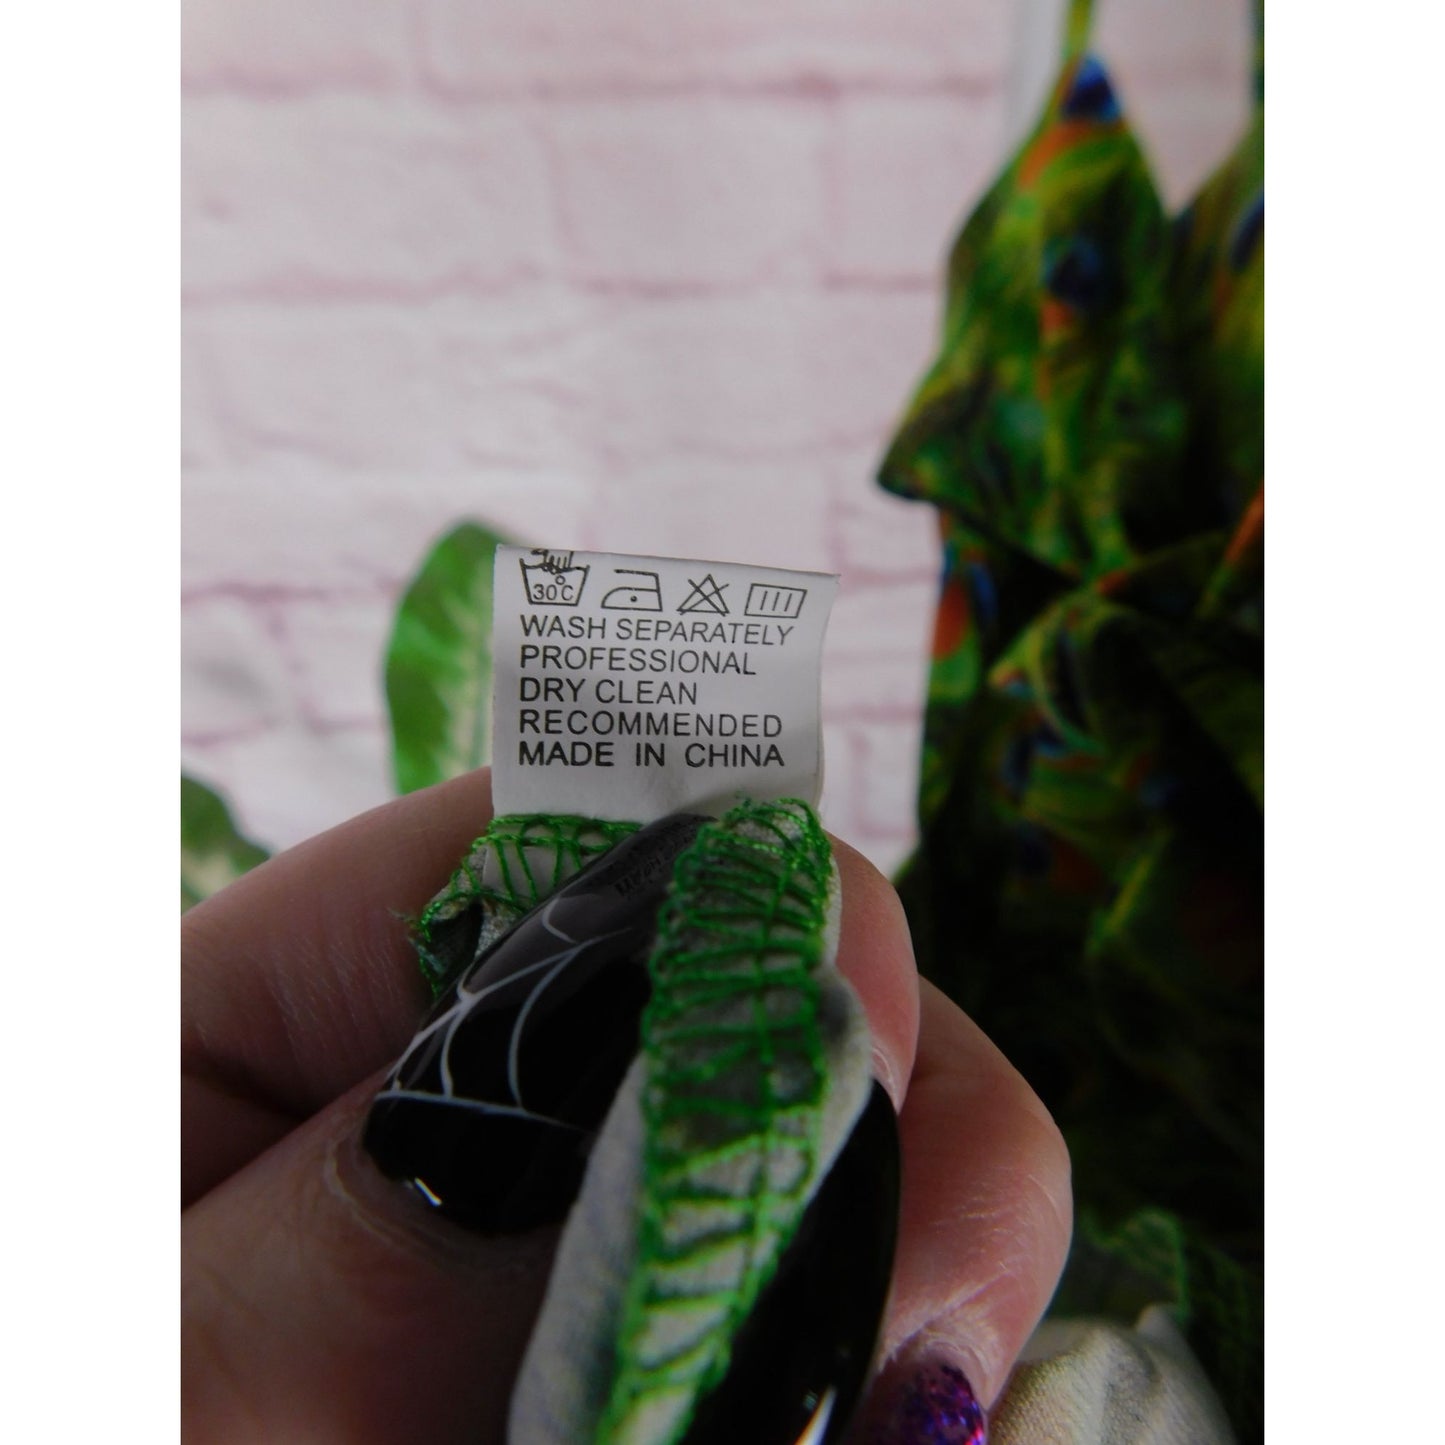 30°C
WASH SEPARATELY
PROFESSIONAL
DRY CLEAN
RECOMMENDED
MADE IN CHINA